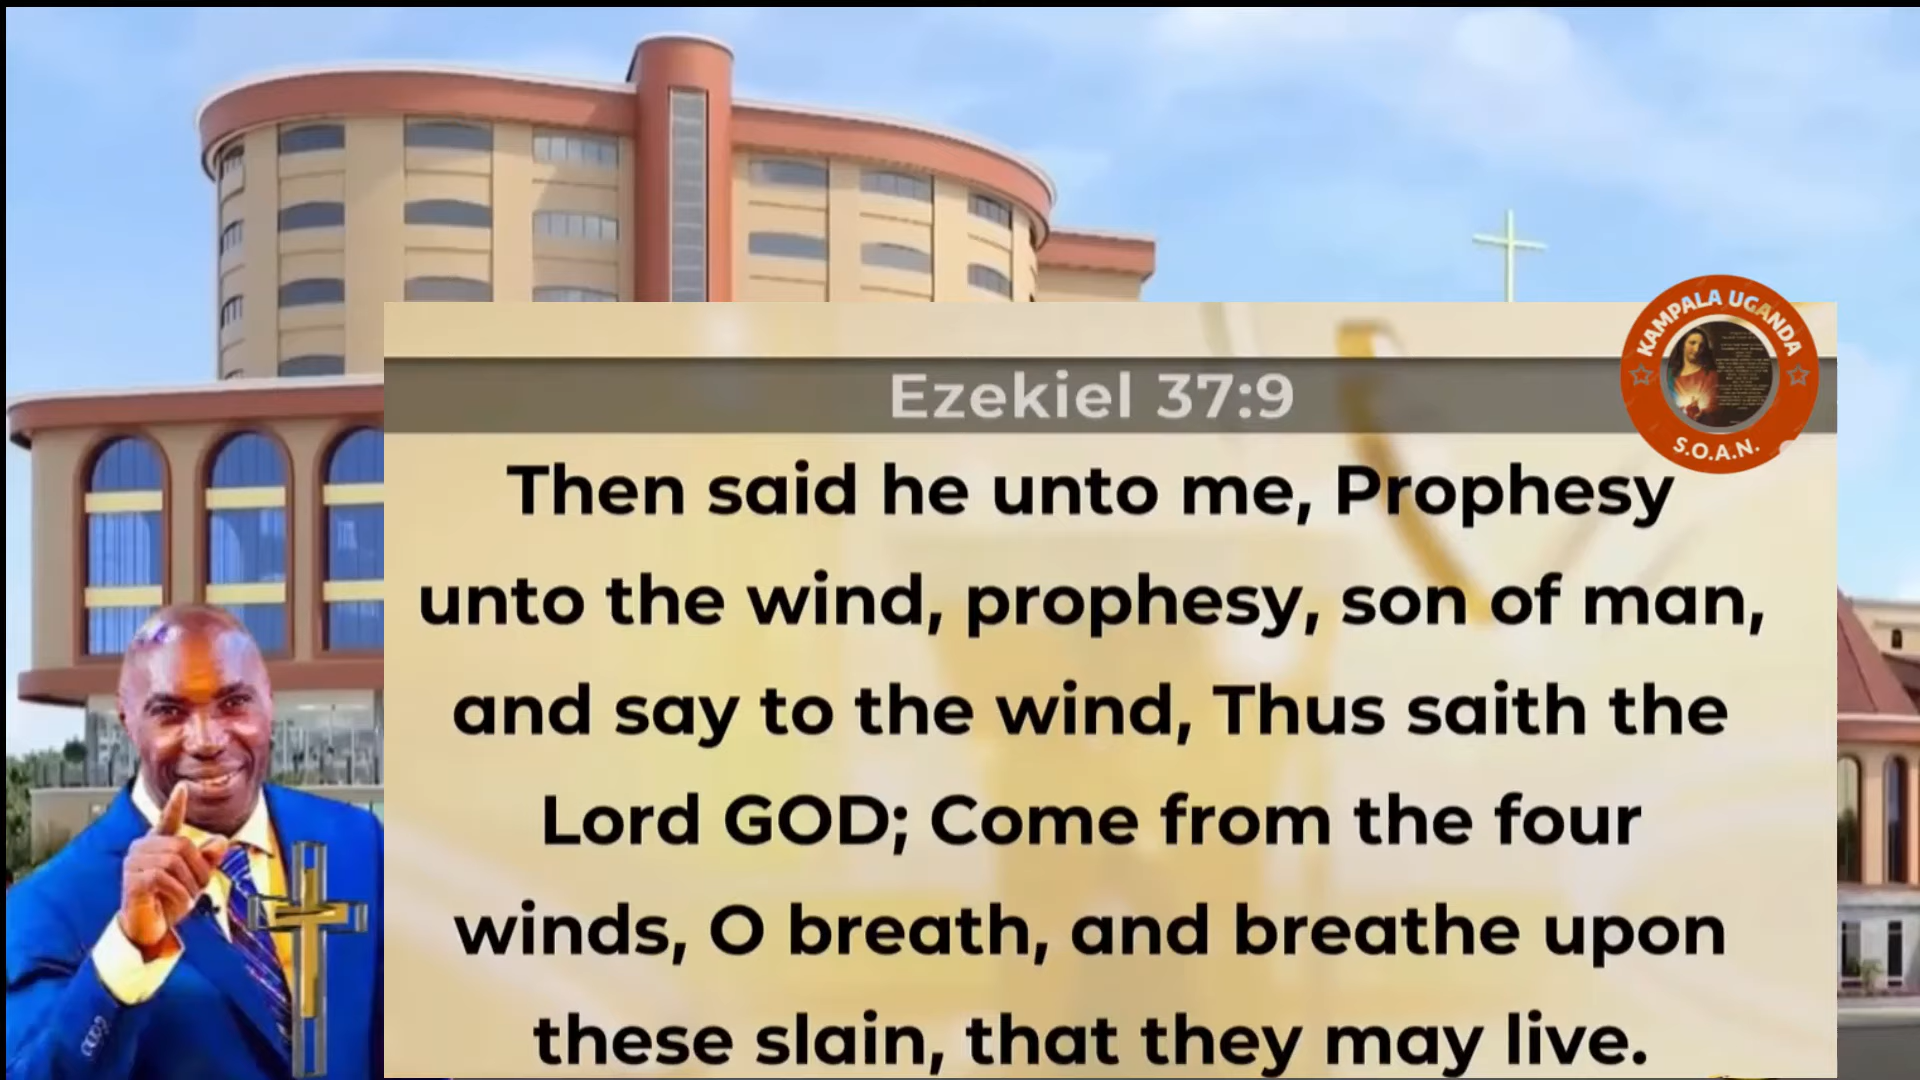 KAMPALA UGANDA
S.O.A.N.
Ezekiel 37:9
Then said he unto me, Prophesy
unto the wind, prophesy, son of man,
and say to the wind, Thus saith the
Lord GOD; Come from the four
winds, O breath, and breathe upon
these slain, that they may live.